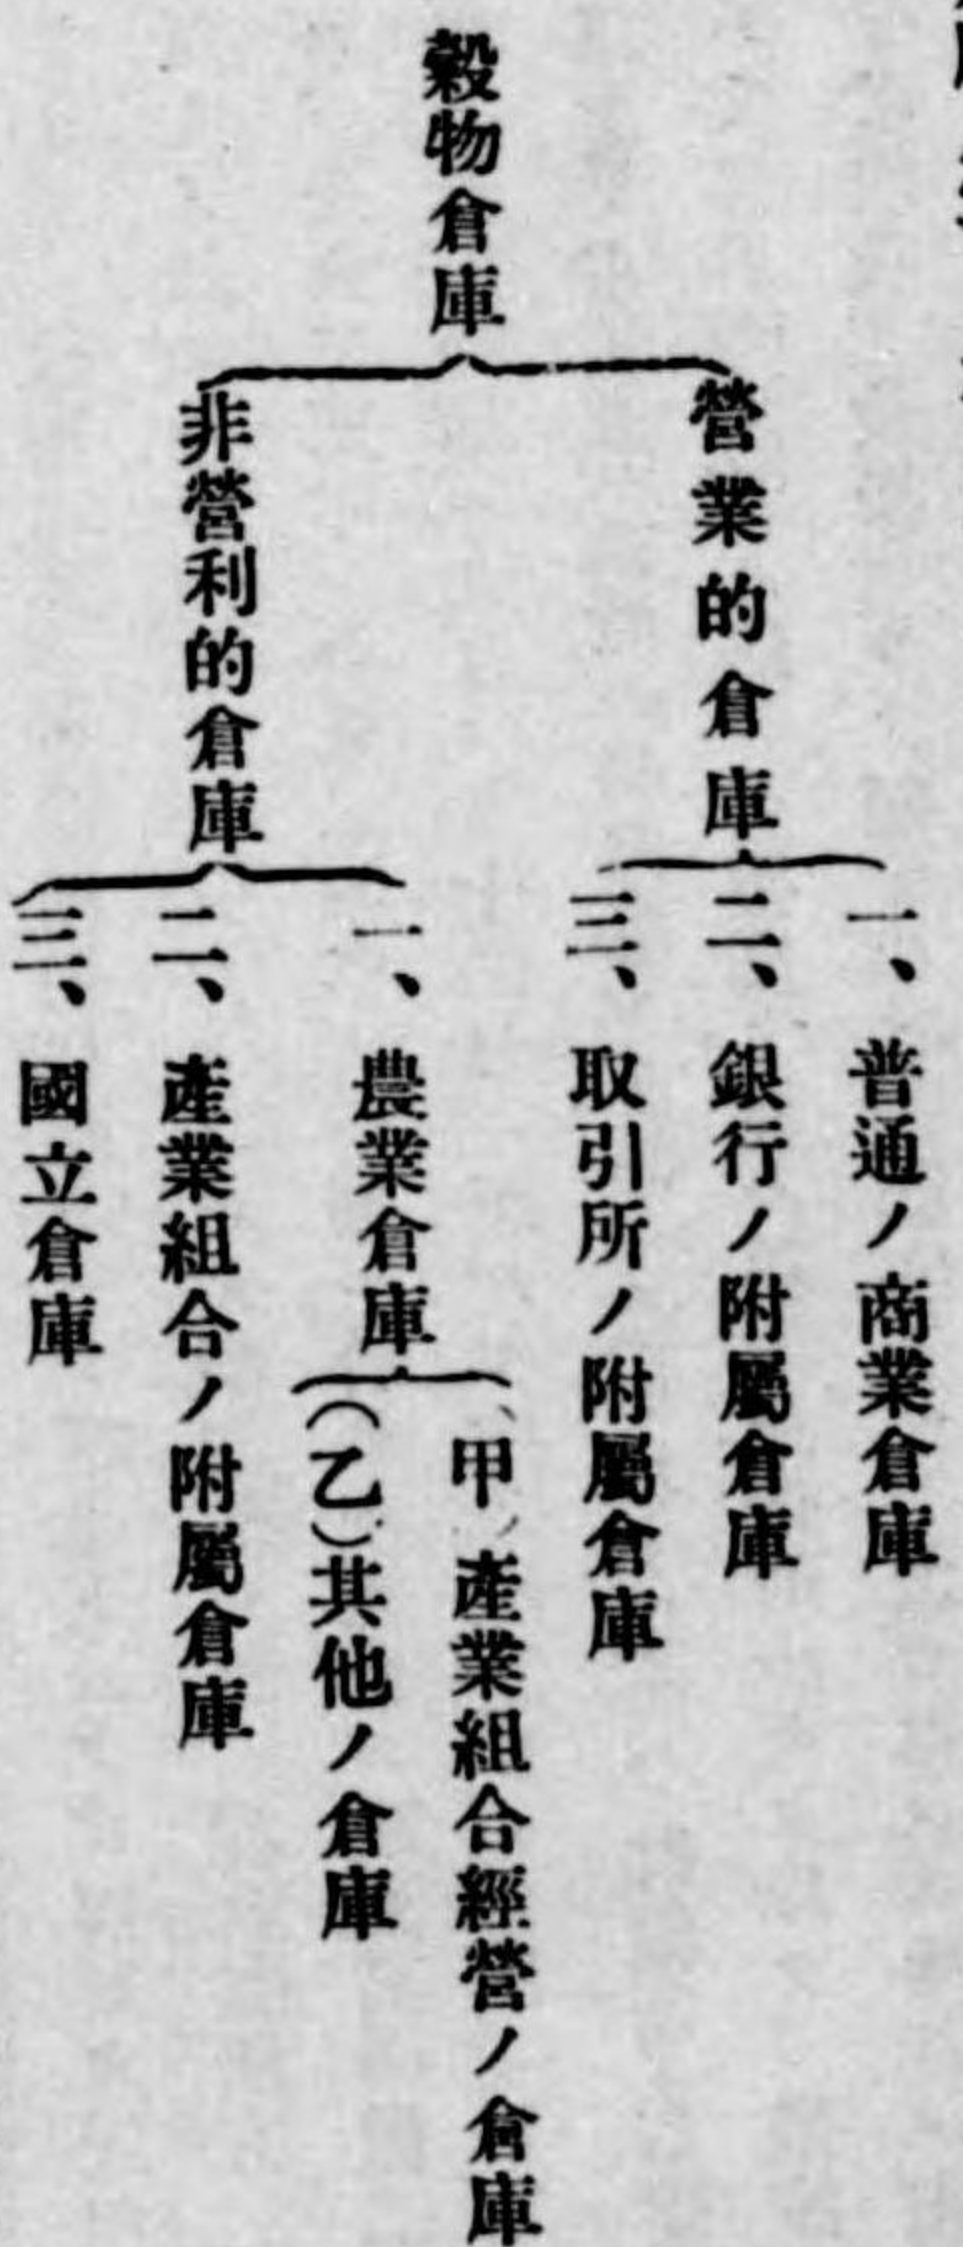 穀物倉庫
營業的倉庫
一、普通ノ商業倉庫
二、銀行ノ附屬倉庫
三、取引所ノ附屬倉庫
非營利的倉庫
一、農業倉庫
(甲)產業組合經營ノ倉庫
(乙)其他ノ倉庫
二、產業組合ノ附屬倉庫
三、國立倉庫